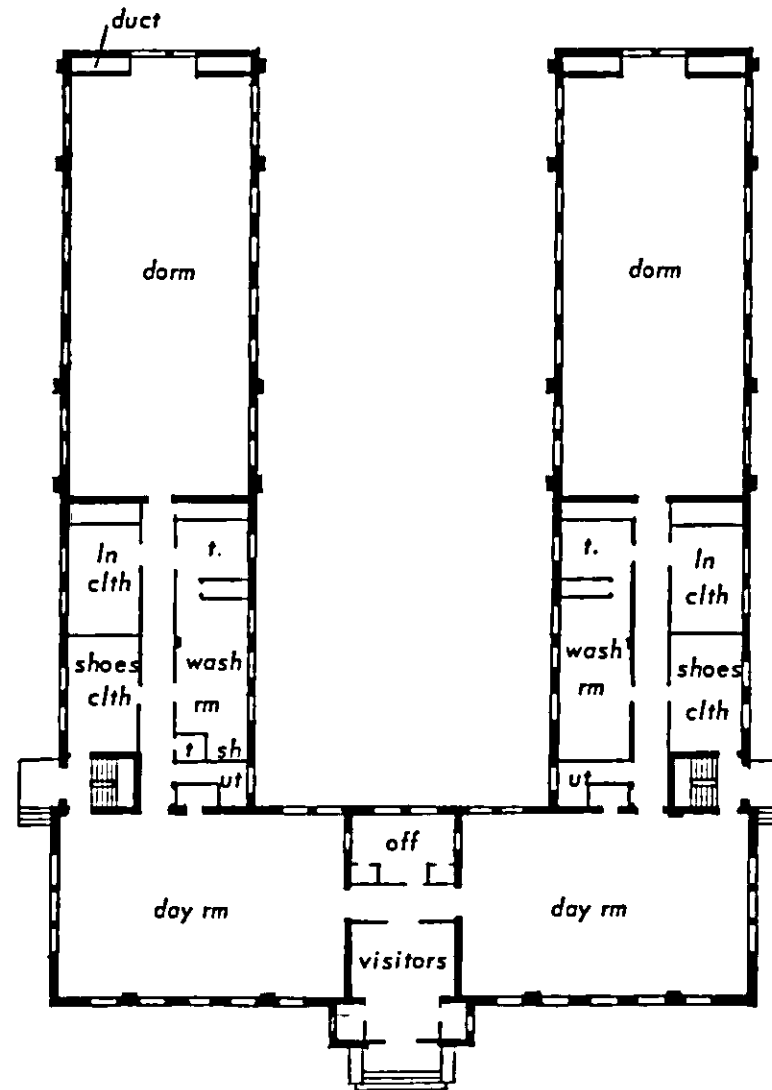 duct
dorm
dorm
t.
t.
ln
clth
ln
clth
shoes
clth
wash
rm
wash
rm
shoes
clth
t
sh
ut
ut
off
day rm
day rm
visitors